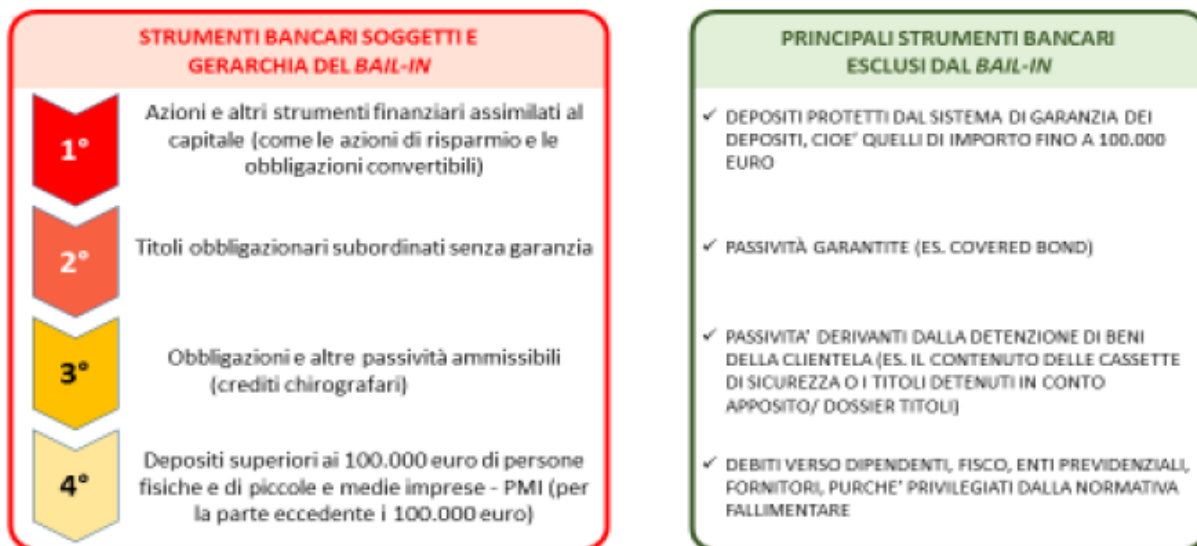 STRUMENTI BANCARI SOGGETTI E
GERARCHIA DEL BAIL-IN
1°
Azioni e altri strumenti finanziari assimilati al
capitale (come le azioni di risparmio e le
obbligazioni convertibili)
2°
Titoli obbligazionari subordinati senza garanzia
3°
Obbligazioni e altre passività ammissibili
(crediti chirografari)
4°
Depositi superiori ai 100.000 euro di persone
fisiche e di piccole e medie imprese - PMI (per
la parte eccedente i 100.000 euro)
PRINCIPALI STRUMENTI BANCARI
ESCLUSI DAL BAIL-IN
✓ DEPOSITI PROTETTI DAL SISTEMA DI GARANZIA DEI
DEPOSITI, CIOE' QUELLI DI IMPORTO FINO A 100.000
EURO
✓ PASSIVITÀ GARANTITE (ES. COVERED BOND)
✓ PASSIVITA' DERIVANTI DALLA DETENZIONE DI BENI
DELLA CLIENTELA (ES. IL CONTENUTO DELLE CASSETTE
DI SICUREZZA O I TITOLI DETENUTI IN CONTO
APPOSITO/ DOSSIER TITOLI)
✓ DEBITI VERSO DIPENDENTI, FISCO, ENTI PREVIDENZIALI,
FORNITORI, PURCHE' PRIVILEGIATI DALLA NORMATIVA
FALLIMENTARE